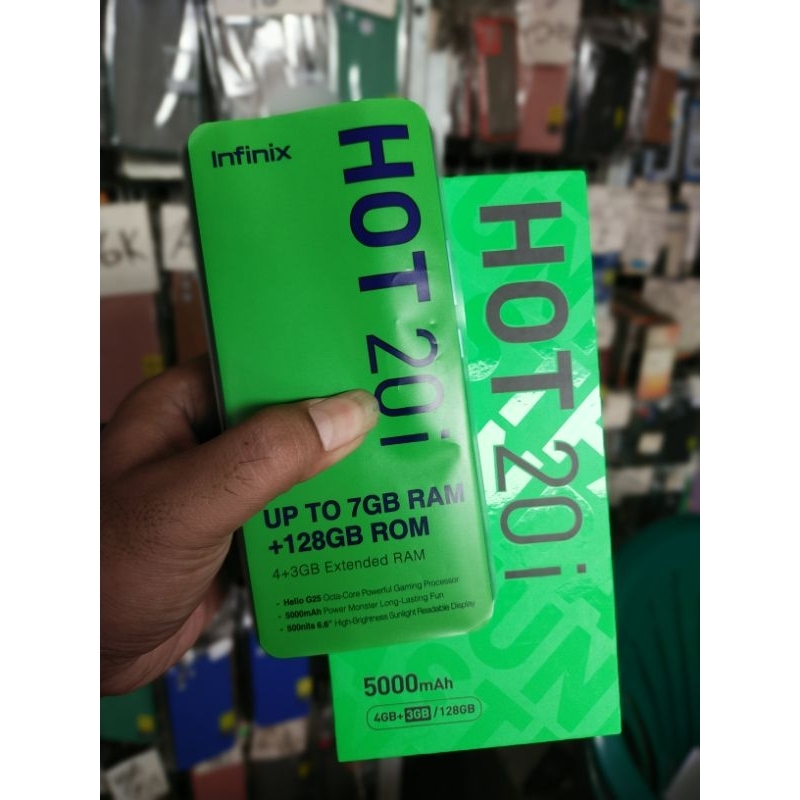 Infinix
HOT 20i
UP TO 7GB RAM
+128GB ROM
4+3GB Extended RAM
- Helio G25 Octa-Core Powerful Gaming Processor
- 5000mAh Power Monster Long-Lasting Fun
- 500nits 6.6" High-Brightness Sunlight Readable Display
HOT 20i
5000mAh
4GB+3GB/128GB
GK